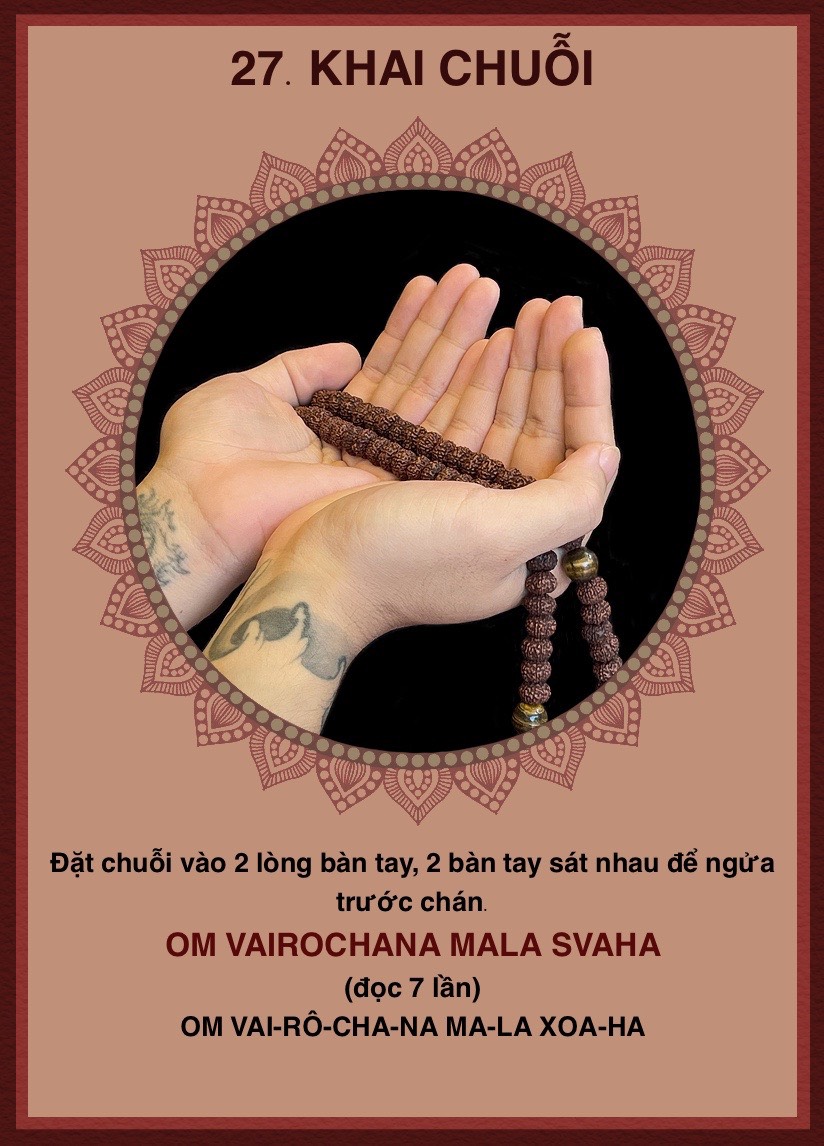 27. KHAI CHUỖI
Đặt chuỗi vào 2 lòng bàn tay, 2 bàn tay sát nhau để ngửa
trước chán.
OM VAIROCHANA MALA SVAHA
(đọc 7 lần)
OM VAI-RÔ-CHA-NA MA-LA XOA-HA